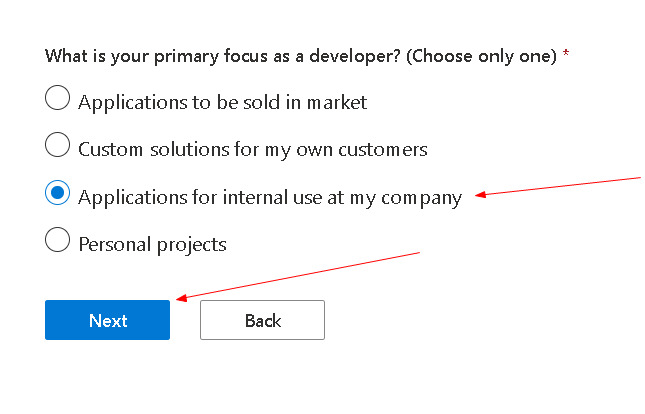 What is your primary focus as a developer? (Choose only one) *
Applications to be sold in market
Custom solutions for my own customers
Applications for internal use at my company
Personal projects
Next
Back